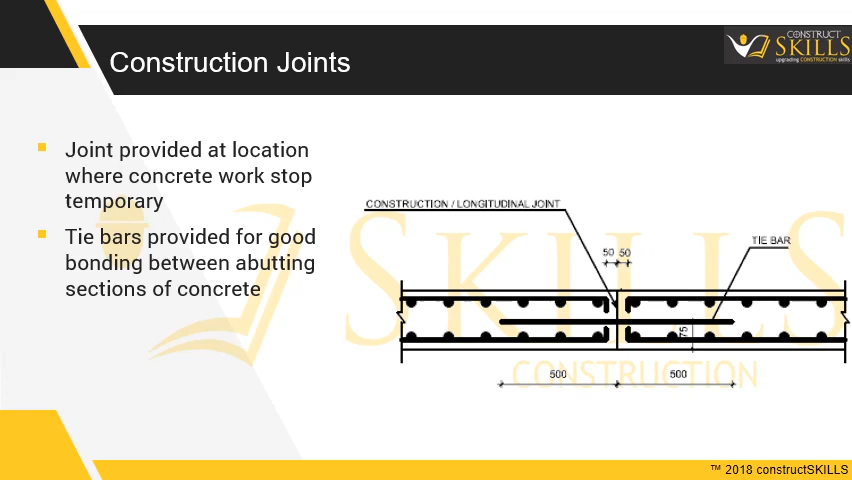 Construction Joints
CONSTRUCT
SKILLS
upgrading CONSTRUCTION skills
Joint provided at location
where concrete work stop
temporary
Tie bars provided for good
bonding between abutting
sections of concrete
CONSTRUCTION / LONGITUDINAL JOINT
TIE BAR
50 50
75
500 500
SKILLS
CONSTRUCTION
™ 2018 constructSKILLS